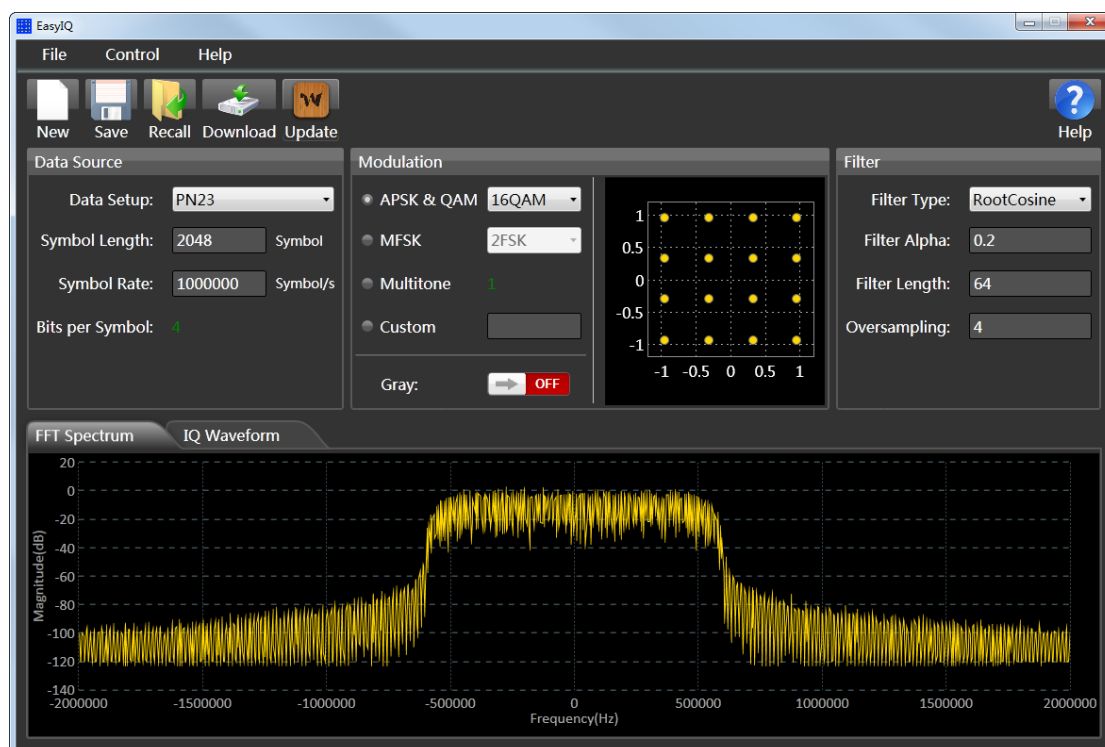 EasyIQ
File Control Help
New Save Recall Download Update Help
Data Source
Data Setup: PN23
Symbol Length: 2048 Symbol
Symbol Rate: 1000000 Symbol/s
Bits per Symbol: 4
Modulation
APSK & QAM 16QAM
MFSK 2FSK
Multitone 1
Custom
Gray: OFF
1
0.5
0
-0.5
-1
-1 -0.5 0 0.5 1
Filter
Filter Type: RootCosine
Filter Alpha: 0.2
Filter Length: 64
Oversampling: 4
FFT Spectrum IQ Waveform
Magnitude(dB)
20
0
-20
-40
-60
-80
-100
-120
-140
-2000000 -1500000 -1000000 -500000 0 500000 1000000 1500000 2000000
Frequency(Hz)